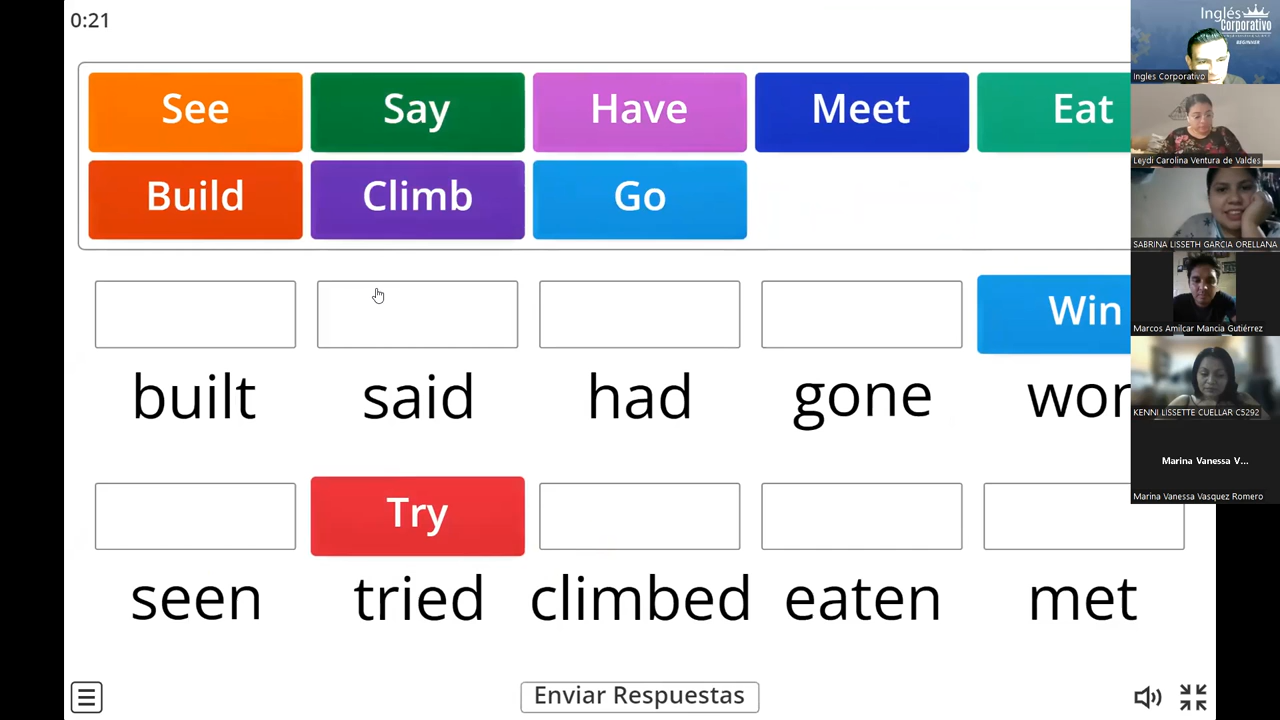 0:21
See Say Have Meet Eat
Build Climb Go
Win
built said had gone won
Try
seen tried climbed eaten met
Enviar Respuestas
Inglés
Corporativo
BEGINNER
Ingles Corporativo
Leydi Carolina Ventura de Valdes
SABRINA LISSETH GARCIA ORELLANA
Marcos Amilcar Mancia Gutiérrez
KENNI LISSETTE CUELLAR C5292
Marina Vanessa V...
Marina Vanessa Vasquez Romero